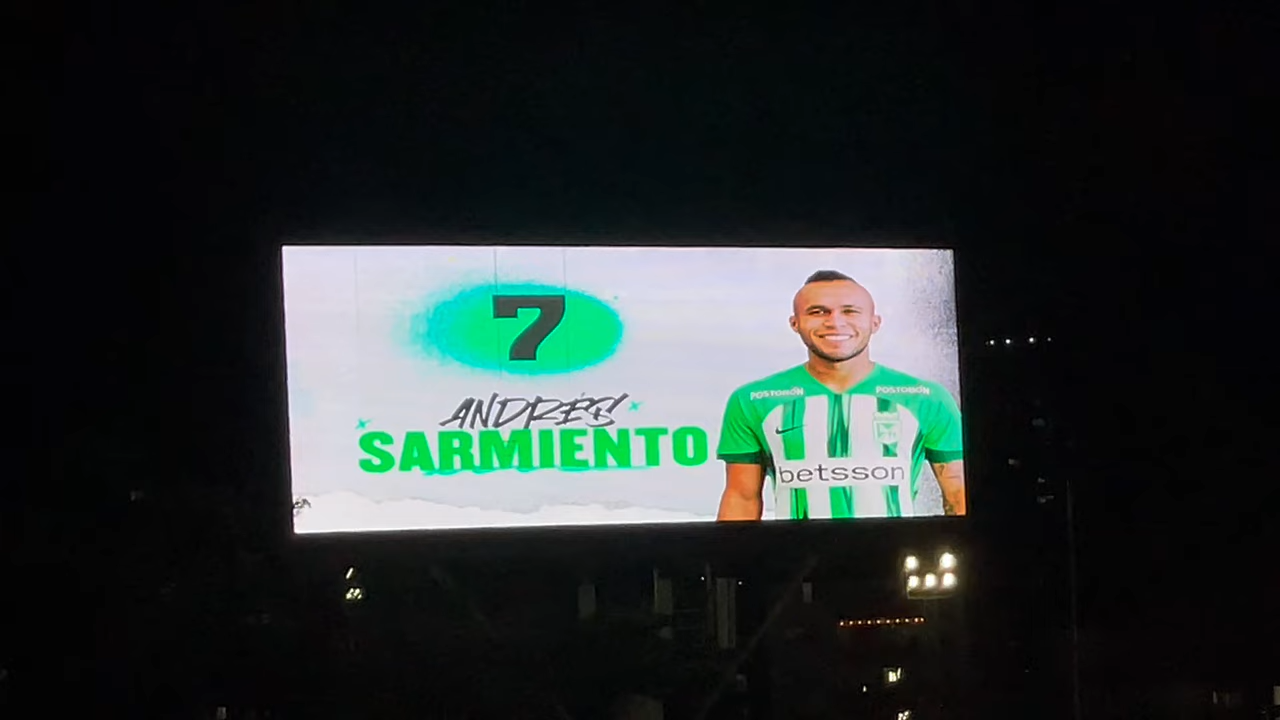 7
ANDRÉS
SARMIENTO
POSTOBÓN POSTOBÓN
betsson